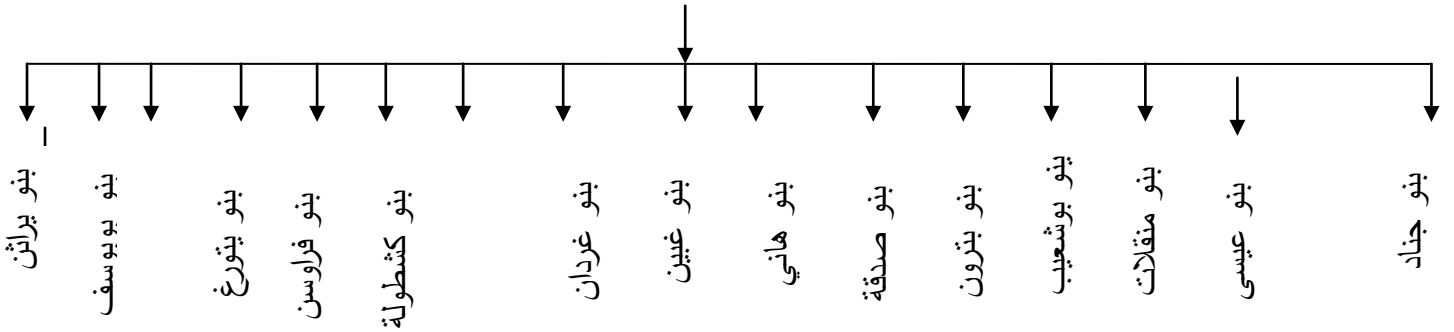 بنو جناد
بنو عيسى
بنو منقلات
بنو بوشعيب
بنو بترون
بنو صدقة
بنو هاني
بنو غبين
بنو غردان
بنو كشطولة
بنو فراوسن
بنو يتورغ
بنو بويوسف
بنو يراثن